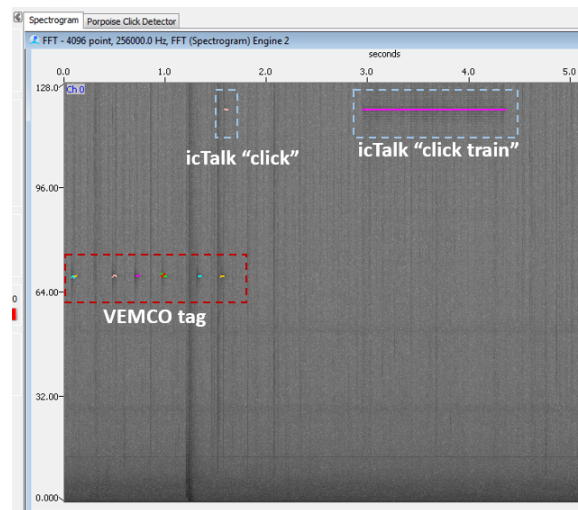 Spectrogram Porpoise Click Detector
FFT - 4096 point, 256000.0 Hz, FFT (Spectrogram) Engine 2
seconds
0.0 1.0 2.0 3.0 4.0 5.0
128.0
Ch 0
icTalk “click”
icTalk “click train”
96.00
64.00
0
VEMCO tag
32.00
0.000